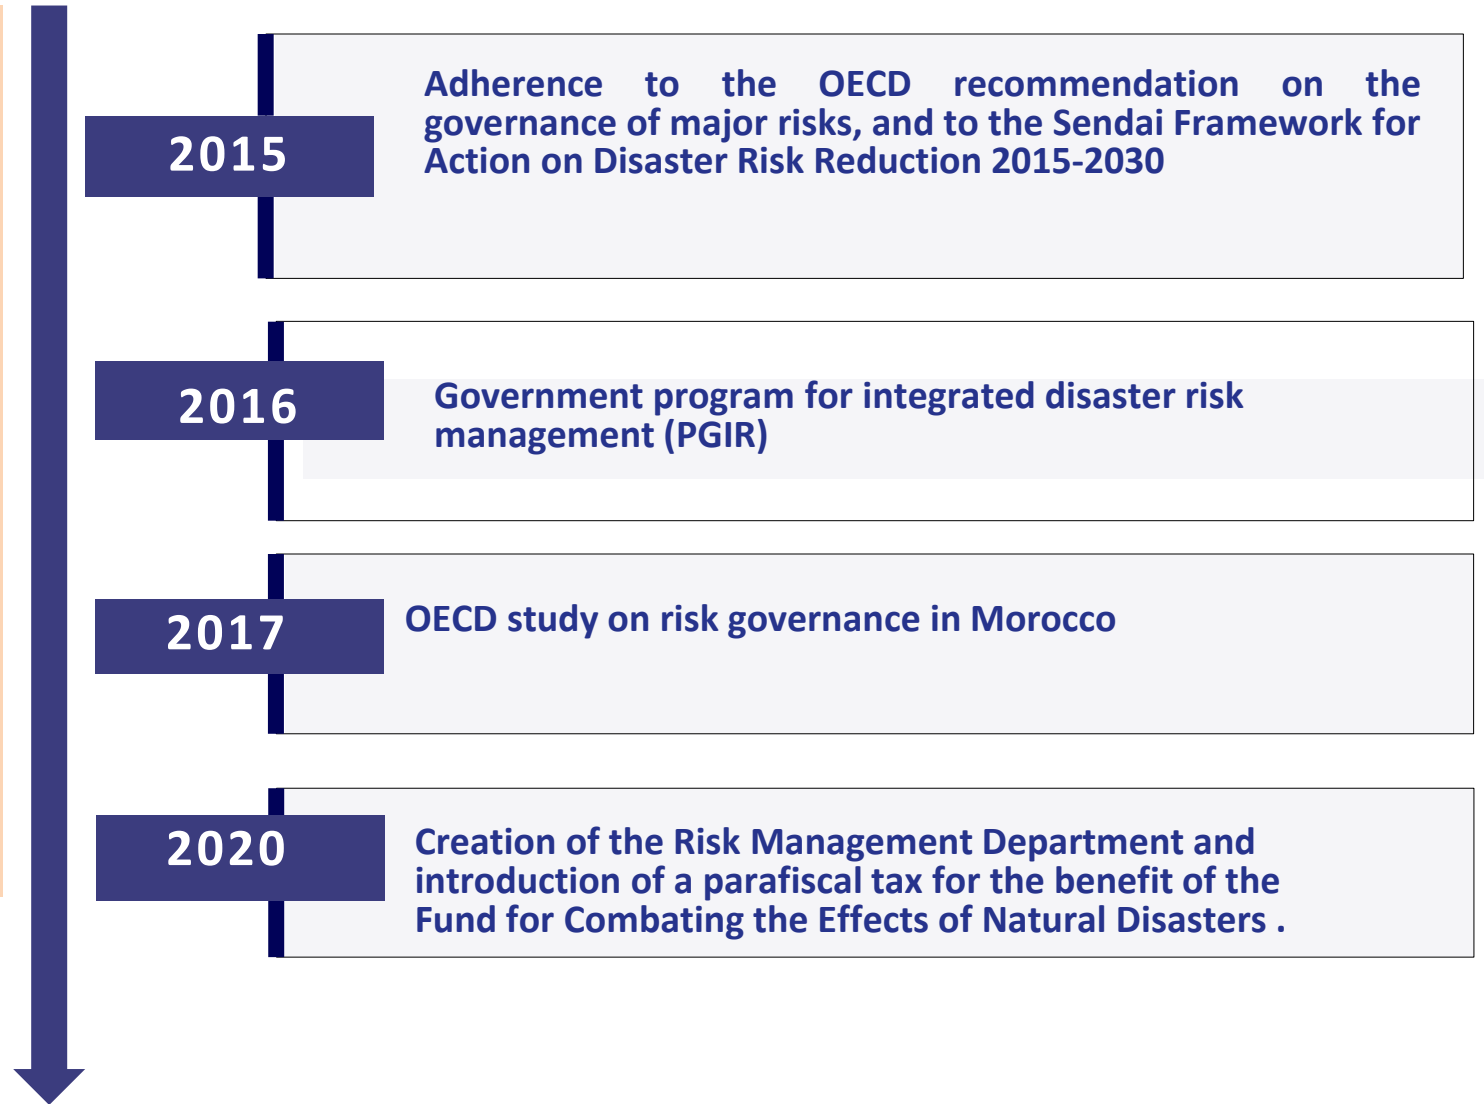 2015
Adherence to the OECD recommendation on the
governance of major risks, and to the Sendai Framework for
Action on Disaster Risk Reduction 2015-2030
2016
Government program for integrated disaster risk
management (PGIR)
2017
OECD study on risk governance in Morocco
2020
Creation of the Risk Management Department and
introduction of a parafiscal tax for the benefit of the
Fund for Combating the Effects of Natural Disasters .